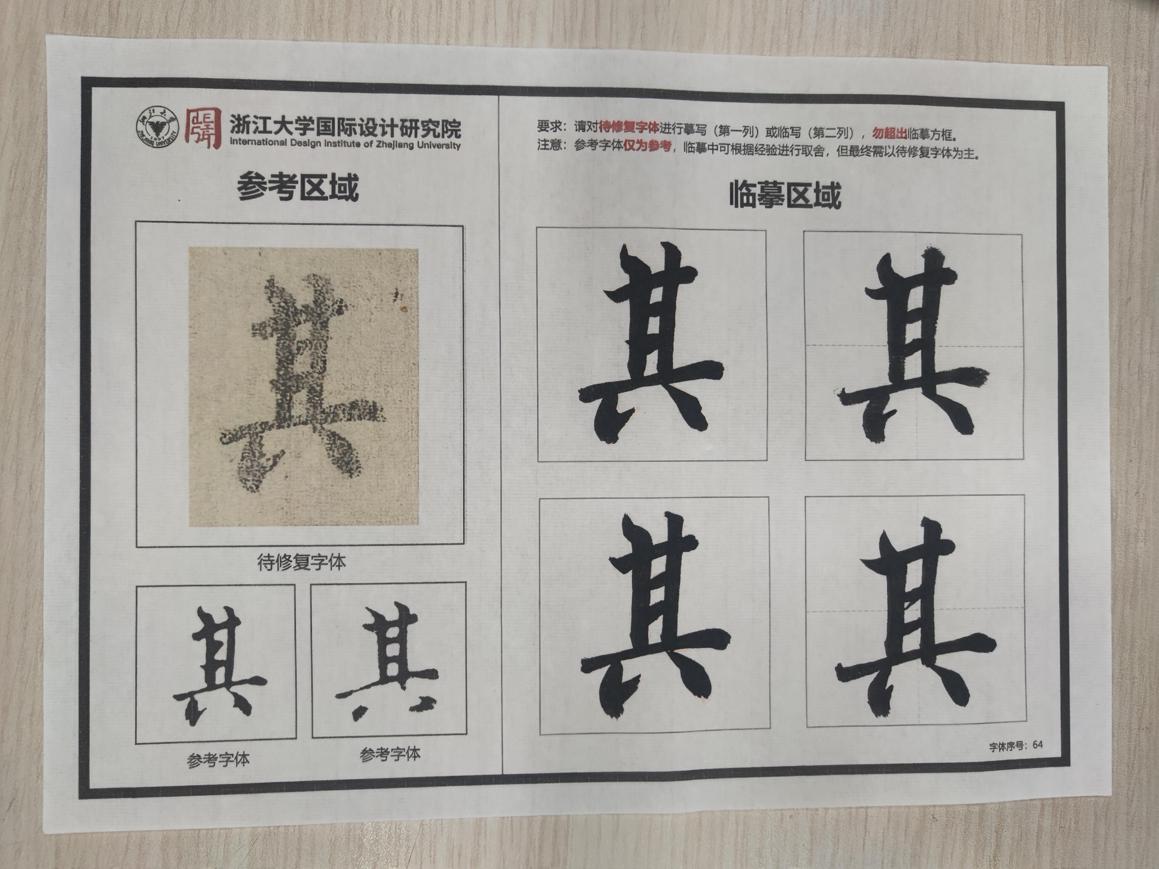 浙江大学国际设计研究院
International Design Institute of Zhejiang University
参考区域
其
待修复字体
其
其
参考字体
参考字体
要求：请对待修复字体进行摹写（第一列）或临写（第二列），勿超出临摹方框。
注意：参考字体仅为参考，临摹中可根据经验进行取舍，但最终需以待修复字体为主。
临摹区域
其
其
其
其
字体序号：64